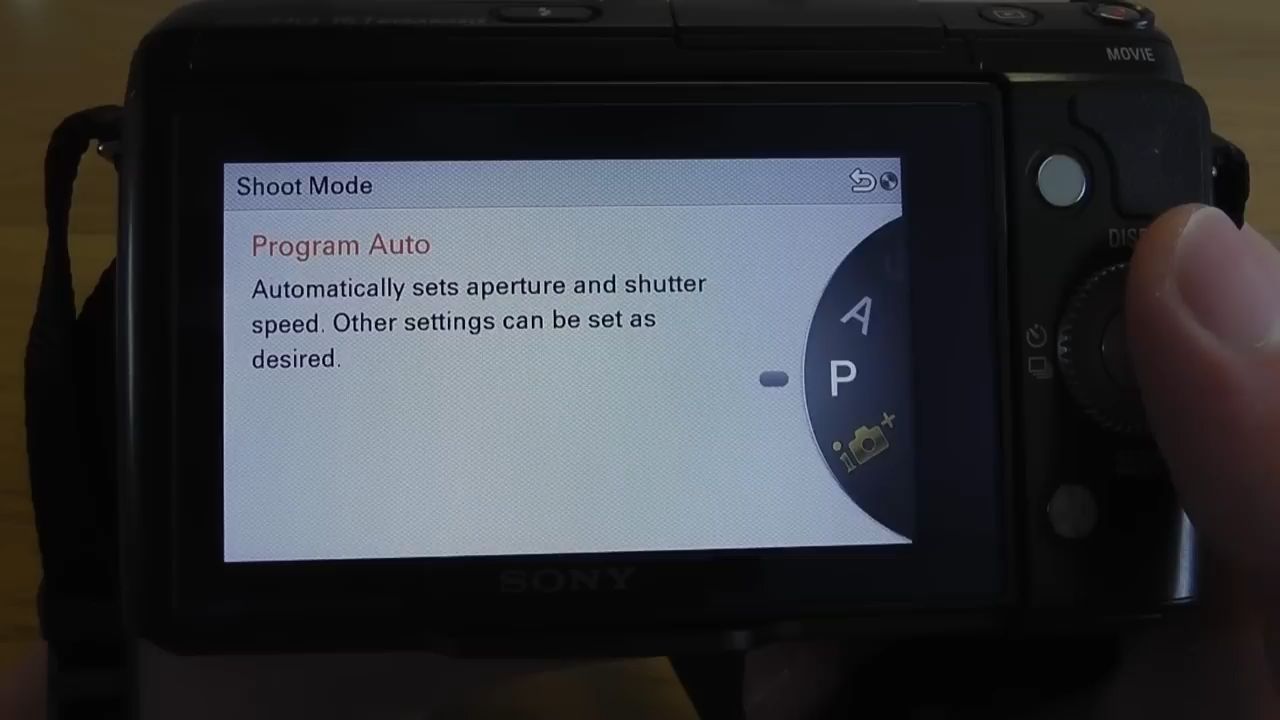 MOVIE
Shoot Mode
Program Auto
Automatically sets aperture and shutter
speed. Other settings can be set as
desired.
A
P
i +
DIS
SONY